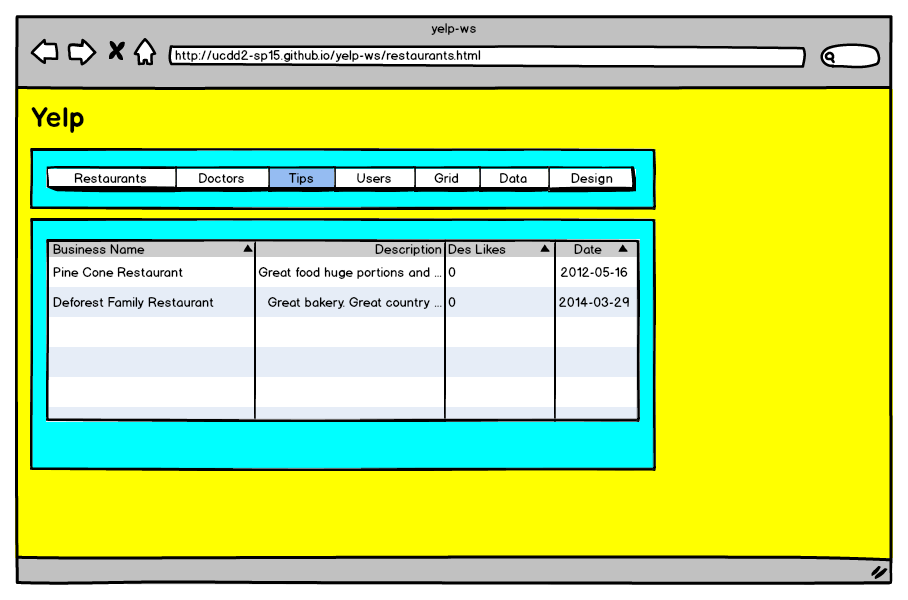 yelp-ws
http://ucdd2-sp15.github.io/yelp-ws/restaurants.html
Yelp
Restaurants Doctors Tips Users Grid Data Design
Business Name Description Des Likes Date
Pine Cone Restaurant Great food huge portions and ... 0 2012-05-16
Deforest Family Restaurant Great bakery. Great country ... 0 2014-03-29